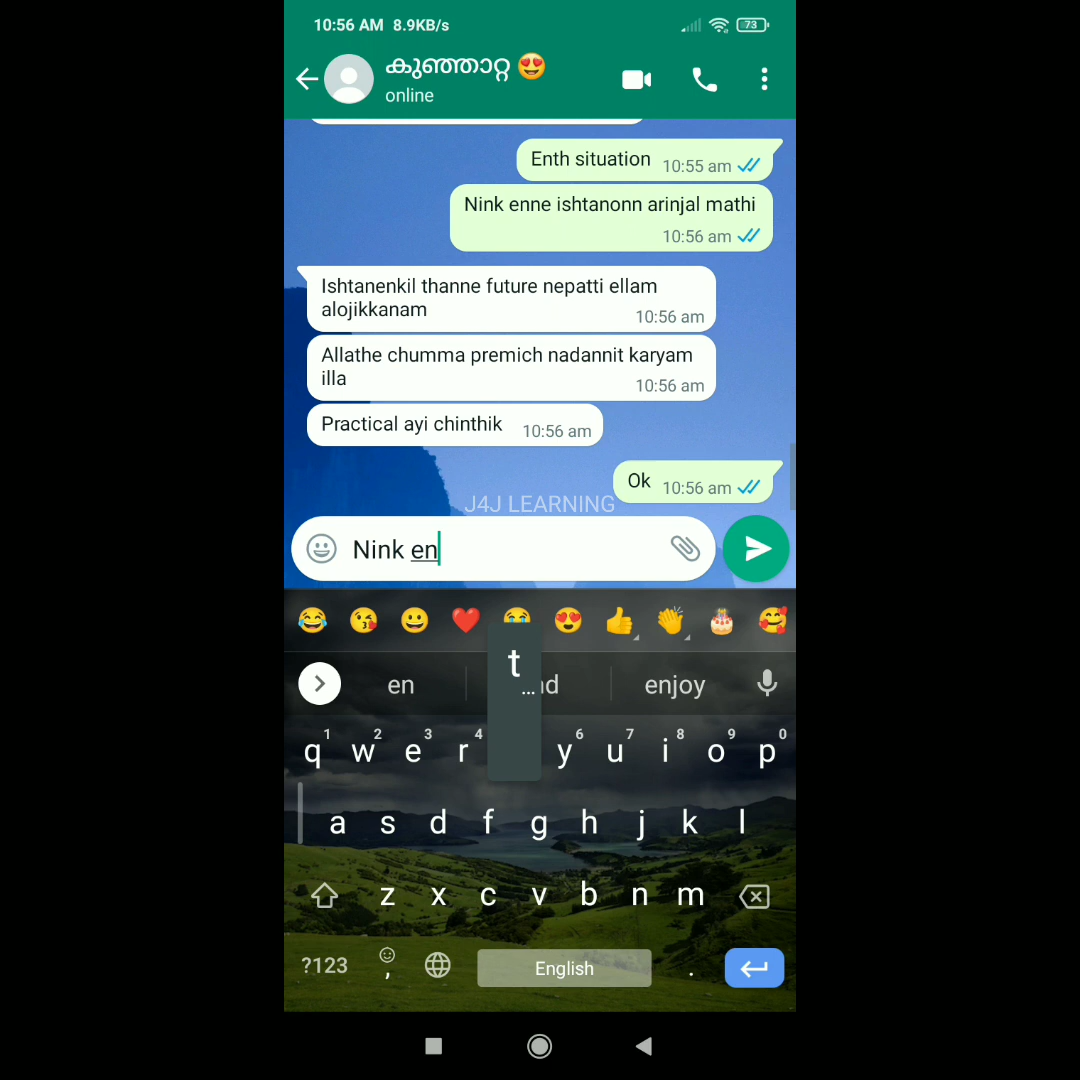 10:56 AM 8.9KB/s
73
കുഞ്ഞാറ്റ 😍
online
Enth situation 10:55 am
Nink enne ishtanonn arinjal mathi
10:56 am
Ishtanenkil thanne future nepatti ellam
alojikkanam 10:56 am
Allathe chumma premich nadannit karyam
illa 10:56 am
Practical ayi chinthik 10:56 am
Ok 10:56 am
J4J LEARNING
Nink en
😂 😘 😀 ❤️ 😭 😍 👍 👏 🎂 🥰
t
...
en enjoy
1 2 3 4 6 7 8 9 0
q w e r y u i o p
a s d f g h j k l
z x c v b n m
?123 , English .